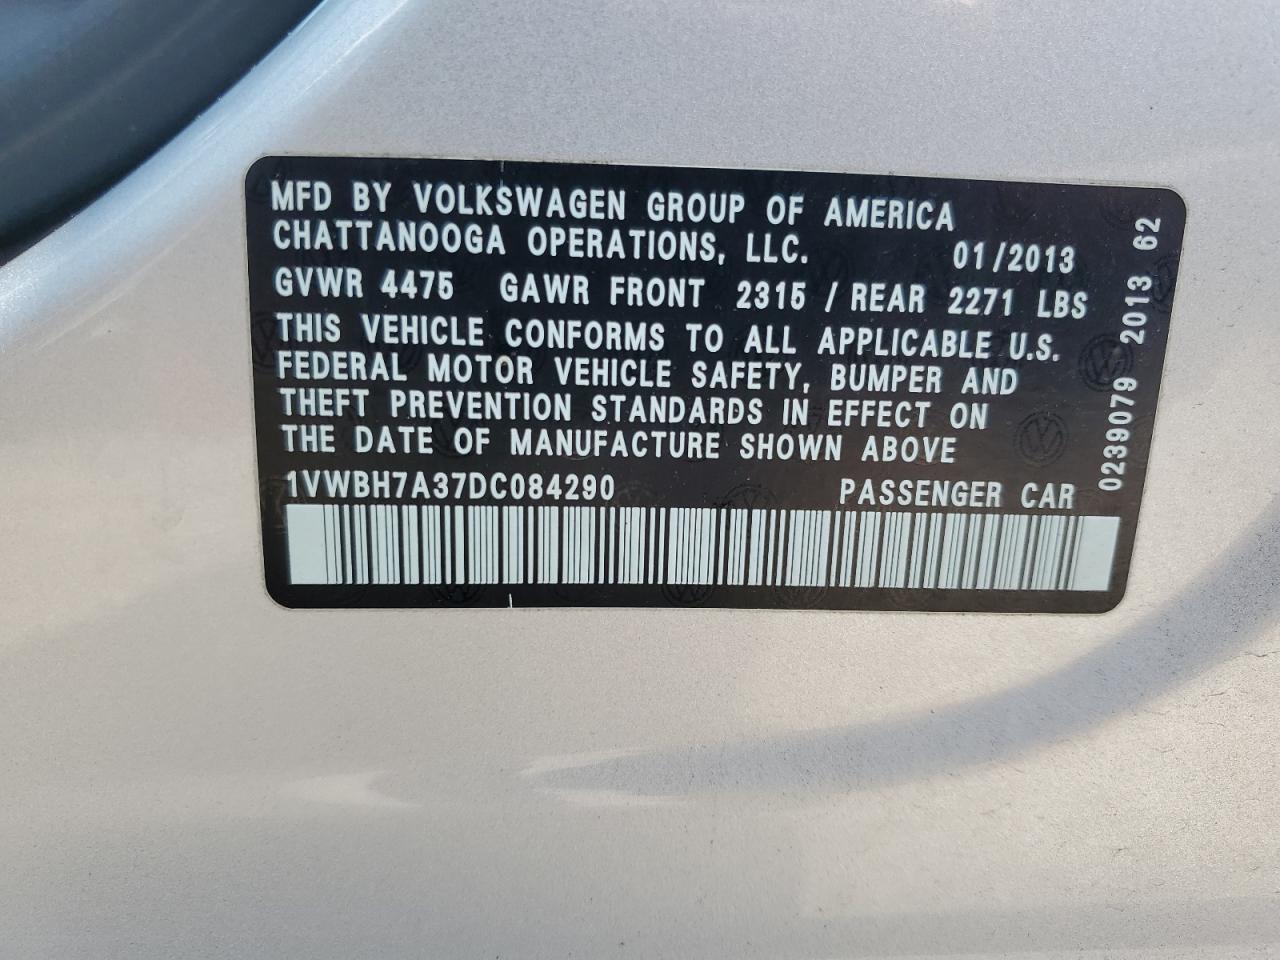 MFD BY VOLKSWAGEN GROUP OF AMERICA
CHATTANOOGA OPERATIONS, LLC. 01/2013
GVWR 4475 GAWR FRONT 2315 / REAR 2271 LBS
THIS VEHICLE CONFORMS TO ALL APPLICABLE U.S.
FEDERAL MOTOR VEHICLE SAFETY, BUMPER AND
THEFT PREVENTION STANDARDS IN EFFECT ON
THE DATE OF MANUFACTURE SHOWN ABOVE
1VWBH7A37DC084290 PASSENGER CAR
0239079 2013 62